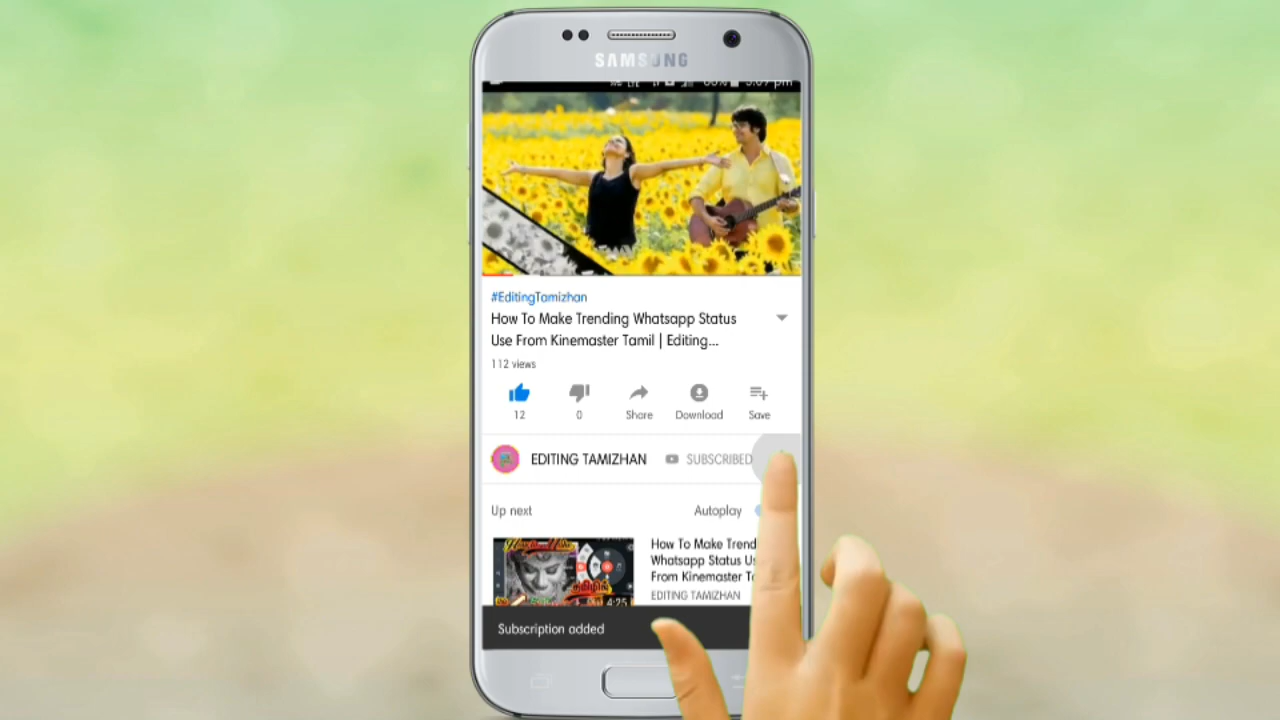 SAMSUNG
#EditingTamizhan
How To Make Trending Whatsapp Status
Use From Kinemaster Tamil | Editing...
112 views
12
0
Share
Download
Save
EDITING TAMIZHAN
SUBSCRIBED
Up next
Autoplay
How To Make Trend
Whatsapp Status Us
From Kinemaster Ta
EDITING TAMIZHAN
தமிழில்
4:25
Subscription added